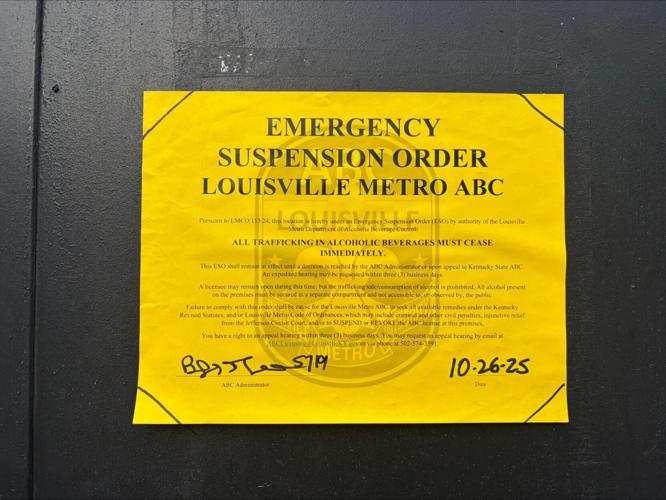 EMERGENCY
SUSPENSION ORDER
LOUISVILLE METRO ABC
Pursuant to LMCO 113.24, this location is hereby under an Emergency Suspension Order (ESO) by authority of the Louisville
Metro Department of Alcoholic Beverage Control.
ALL TRAFFICKING IN ALCOHOLIC BEVERAGES MUST CEASE
IMMEDIATELY.
This ESO shall remain in effect until a decision is reached by the ABC Administrator or upon appeal to Kentucky State ABC.
An expedited hearing may be requested within three (3) business days.
A licensee may remain open during this time, but the trafficking/sale/consumption of alcohol is prohibited. All alcohol present
on the premises must be secured in a separate compartment and not accessible to, or observed by, the public.
Failure to comply with this order shall be cause for the Louisville Metro ABC to seek all available remedies under the Kentucky
Revised Statutes, and/or Louisville Metro Code of Ordinances, which may include criminal and other civil penalties, injunctive relief
from the Jefferson Circuit Court, and/or to SUSPEND or REVOKE the ABC license at this premises.
You have a right to an appeal hearing within three (3) business days. You may request an appeal hearing by email at
or via phone at 502-574-3591.
5719
10-26-25
ABC Administrator
Date
ABC
LOUISVILLE
METRO